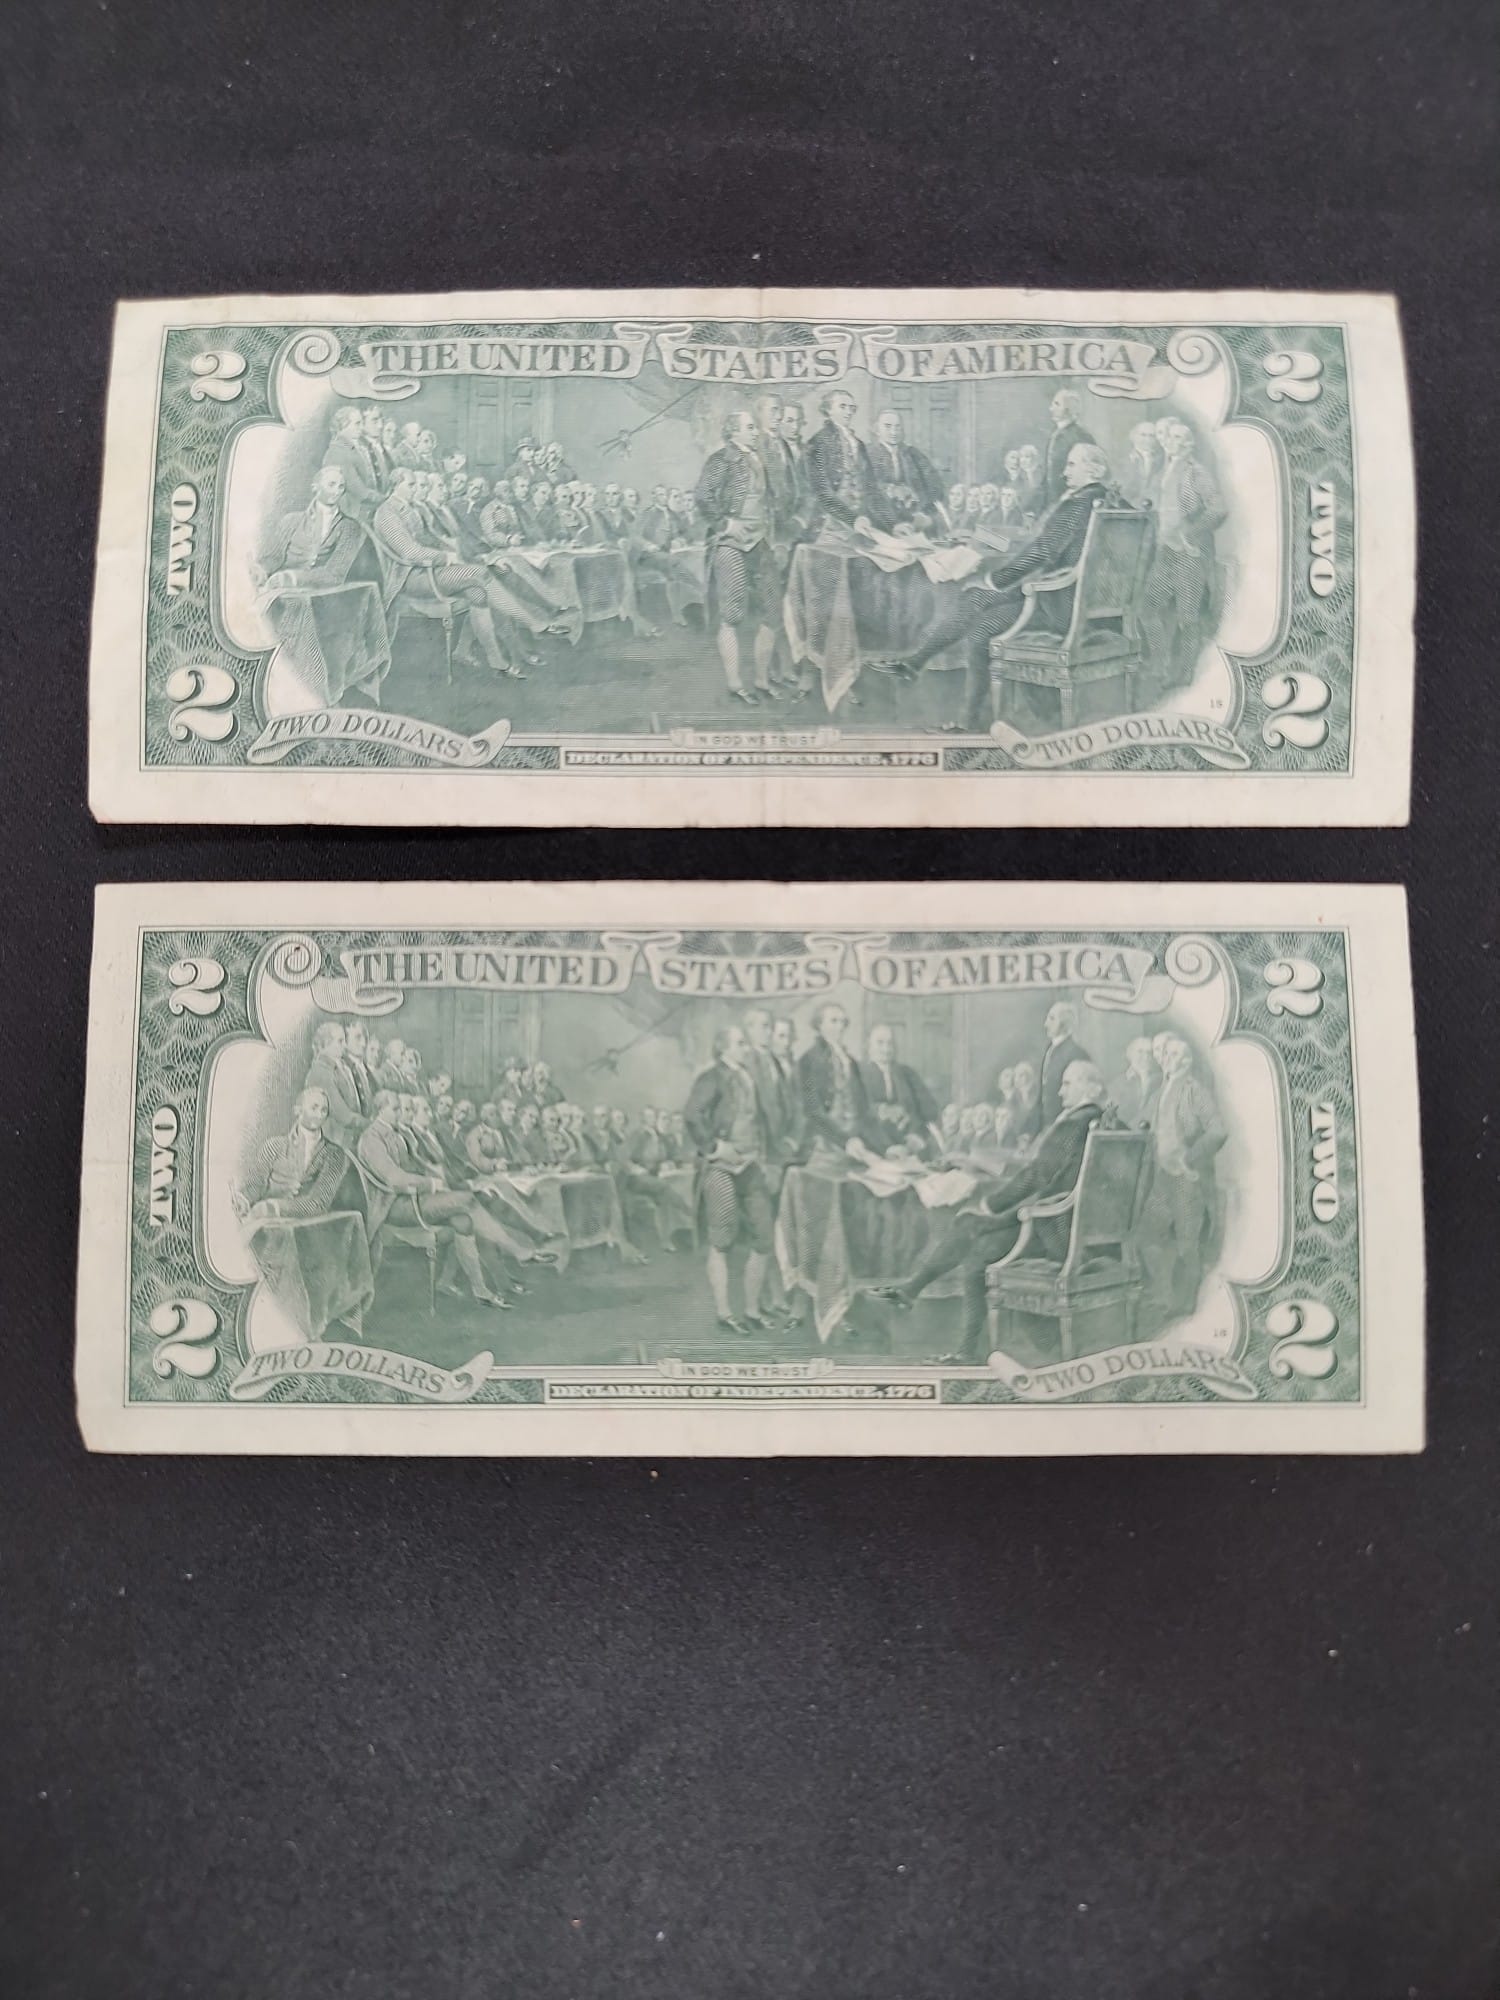 THE UNITED STATES OF AMERICA
2 2
TWO TWO
2 2
TWO DOLLARS TWO DOLLARS
IN GOD WE TRUST
DECLARATION OF INDEPENDENCE, 1776
THE UNITED STATES OF AMERICA
2 2
TWO TWO
2 2
TWO DOLLARS TWO DOLLARS
IN GOD WE TRUST
DECLARATION OF INDEPENDENCE, 1776